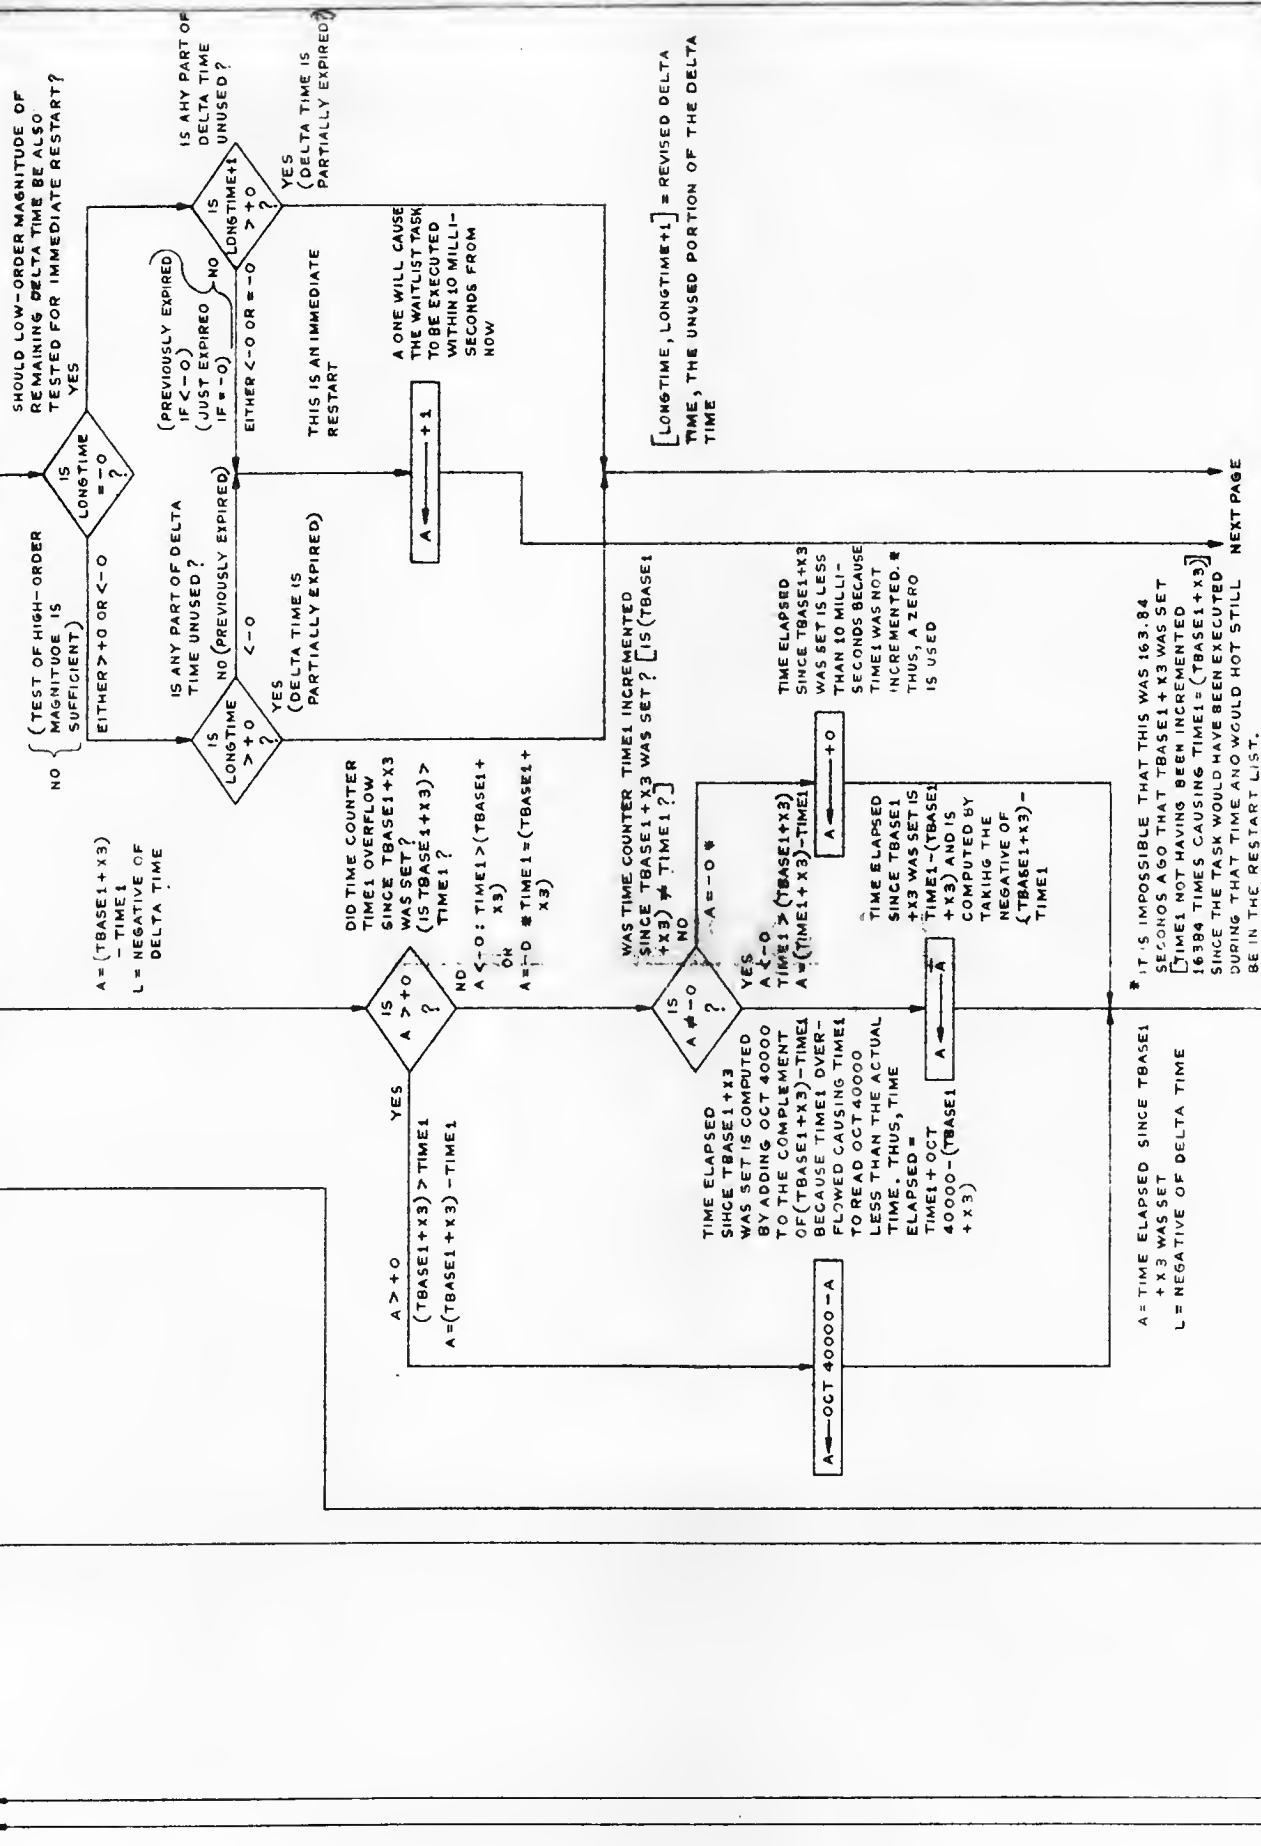 SHOULD LOW-ORDER MAGNITUDE OF
REMAINING DELTA TIME BE ALSO
TESTED FOR IMMEDIATE RESTART?
YES
IS
LONGTIME
= -0
?
NO
(TEST OF HIGH-ORDER
MAGNITUDE IS
SUFFICIENT)
EITHER > +0 OR < -0
IS ANY PART OF
DELTA TIME
UNUSED?
IS
LONGTIME+1
> +0
?
YES
(DELTA TIME IS
PARTIALLY EXPIRED)
(PREVIOUSLY EXPIRED
IF < -0)
(JUST EXPIRED
IF = -0)
NO
EITHER < -0 OR = -0
IS ANY PART OF DELTA
TIME UNUSED?
IS
LONGTIME
> +0
?
NO (PREVIOUSLY EXPIRED)
< -0
YES
(DELTA TIME IS
PARTIALLY EXPIRED)
THIS IS AN IMMEDIATE
RESTART
A ← +1
A ONE WILL CAUSE
THE WAITLIST TASK
TO BE EXECUTED
WITHIN 10 MILLI-
SECONDS FROM
NOW
[LONGTIME, LONGTIME+1] = REVISED DELTA
TIME, THE UNUSED PORTION OF THE DELTA
TIME
NEXT PAGE
A = (TBASE1+X3)
- TIME1
L = NEGATIVE OF
DELTA TIME
DID TIME COUNTER
TIME1 OVERFLOW
SINCE TBASE1+X3
WAS SET?
(IS TBASE1+X3) >
TIME1 ?
IS
A > +0
?
YES
A > +0
(TBASE1+X3) > TIME1
A = (TBASE1+X3) - TIME1
NO
A < -0 : TIME1 > (TBASE1+
X3)
OR
A = -0 * TIME1 = (TBASE1+
X3)
WAS TIME COUNTER TIME1 INCREMENTED
SINCE TBASE1+X3 WAS SET? [IS (TBASE1
+X3) ≠ TIME1 ?]
IS
A ≠ -0
?
NO
A = -0 *
YES
A < -0
TIME1 > (TBASE1+X3)
A = (TIME1+X3) - TIME1
A ← +0
TIME ELAPSED
SINCE TBASE1+X3
WAS SET IS LESS
THAN 10 MILLI-
SECONDS BECAUSE
TIME1 WAS NOT
INCREMENTED. *
THUS, A ZERO
IS USED
TIME ELAPSED
SINCE TBASE1
+X3 WAS SET IS
TIME1-(TBASE1
+X3) AND IS
COMPUTED BY
TAKING THE
NEGATIVE OF
(TBASE1+X3)-
TIME1
A ← -A
TIME ELAPSED
SINCE TBASE1+X3
WAS SET IS COMPUTED
BY ADDING OCT 40000
TO THE COMPLEMENT
OF (TBASE1+X3)-TIME1
BECAUSE TIME1 OVER-
FLOWED CAUSING TIME1
TO READ OCT 40000
LESS THAN THE ACTUAL
TIME. THUS, TIME
ELAPSED =
TIME1 + OCT
40000-(TBASE1
+X3)
A ← OCT 40000 - A
A = TIME ELAPSED SINCE TBASE1
+X3 WAS SET
L = NEGATIVE OF DELTA TIME
* IT IS IMPOSSIBLE THAT THIS WAS 163.84
SECONDS AGO THAT TBASE1+X3 WAS SET
[TIME1 NOT HAVING BEEN INCREMENTED
16384 TIMES CAUSING TIME1 = (TBASE1+X3)]
SINCE THE TASK WOULD HAVE BEEN EXECUTED
DURING THAT TIME AND WOULD NOT STILL
BE IN THE RESTART LIST.